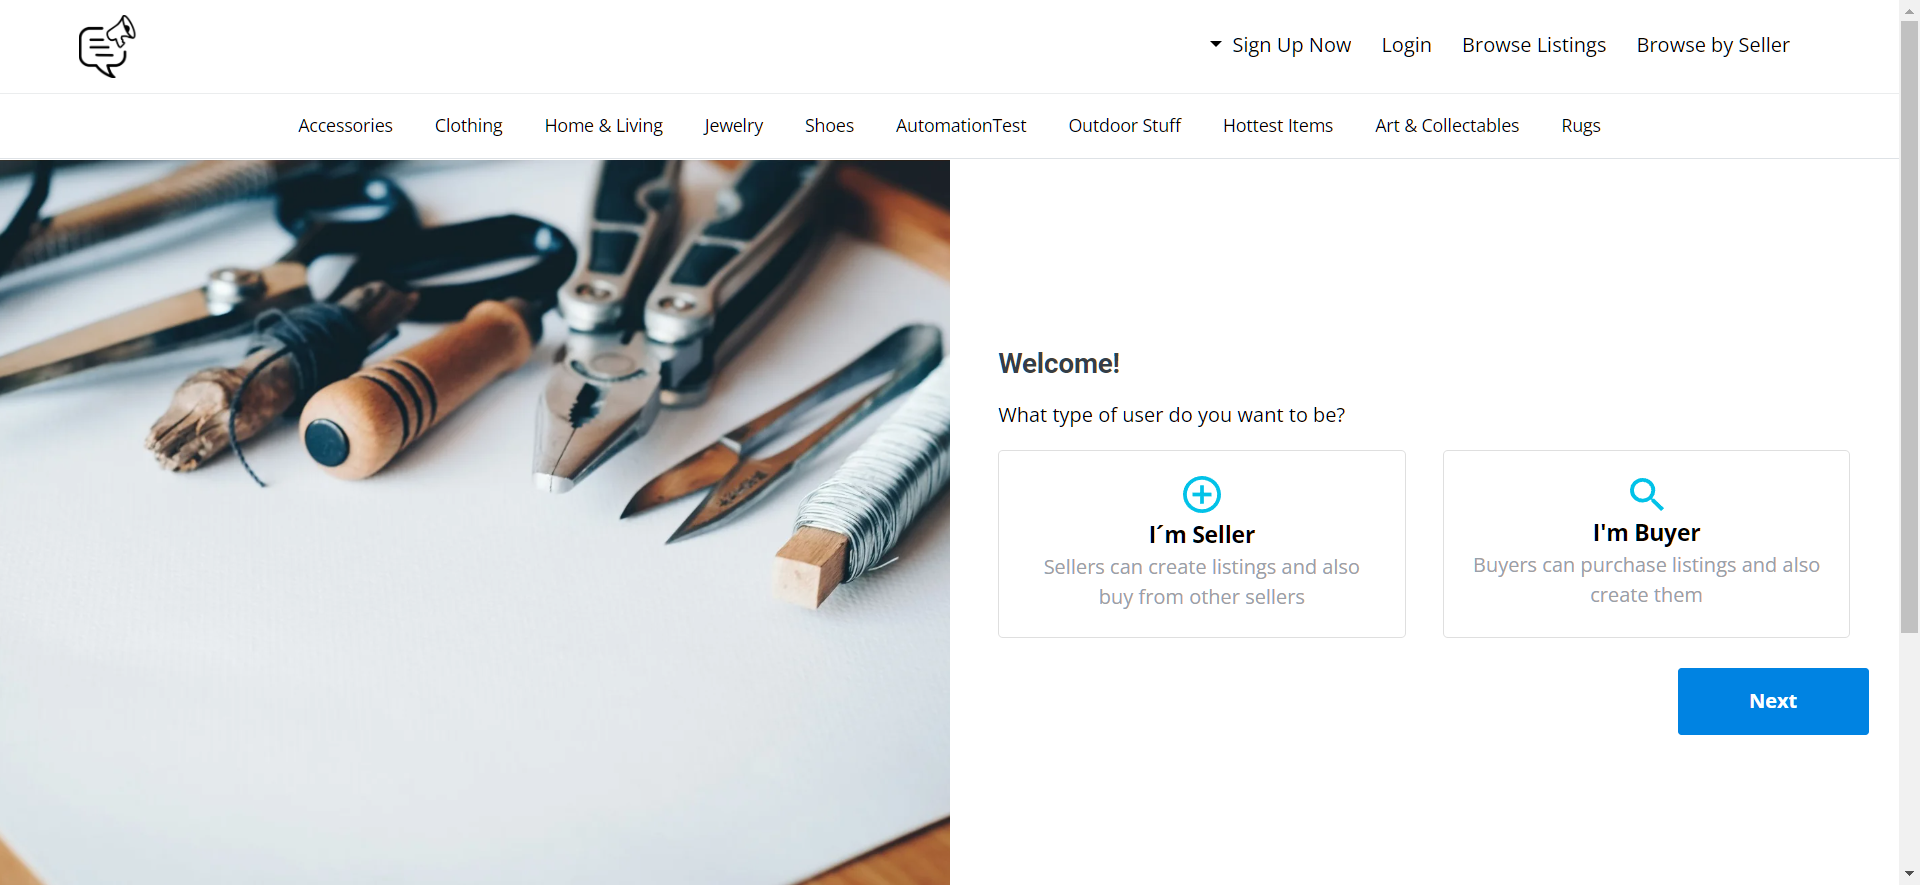 Sign Up Now Login Browse Listings Browse by Seller
Accessories Clothing Home & Living Jewelry Shoes AutomationTest Outdoor Stuff Hottest Items Art & Collectables Rugs
Welcome!
What type of user do you want to be?
I´m Seller
Sellers can create listings and also
buy from other sellers
I'm Buyer
Buyers can purchase listings and also
create them
Next